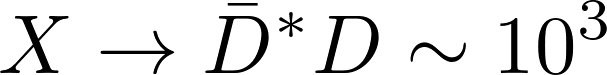 X → D̄* D ∼ 10³